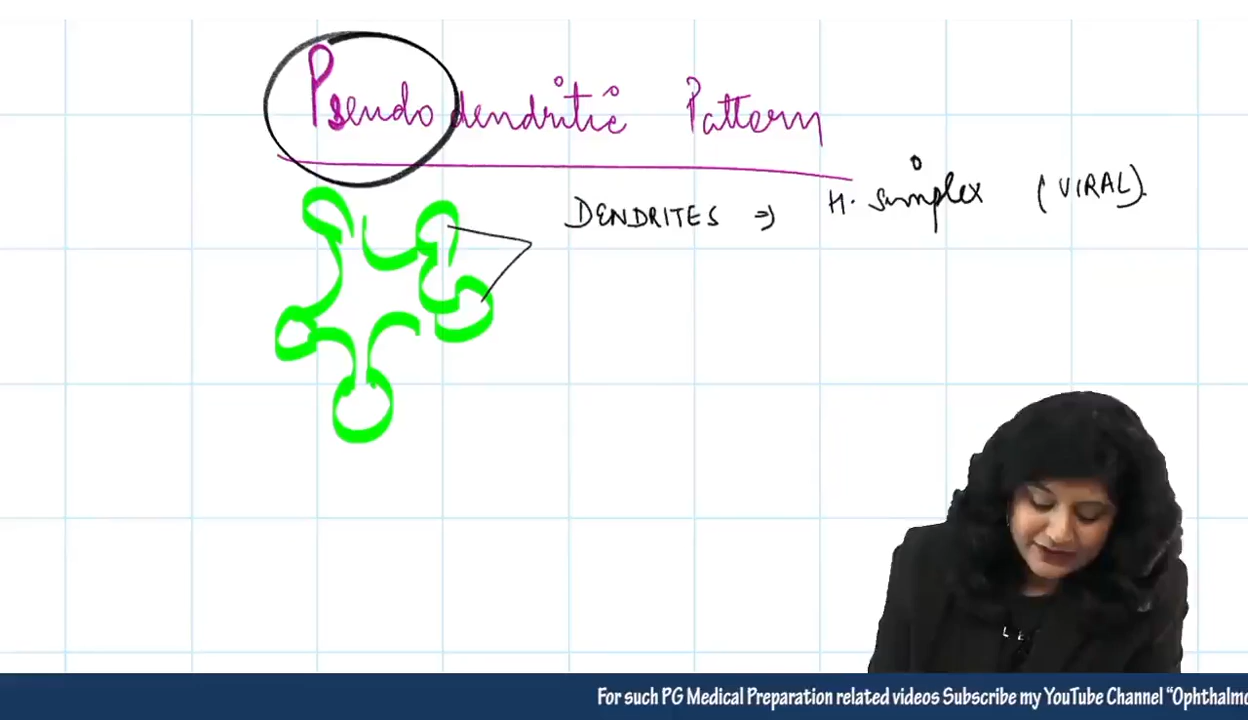 Pseudodendritic Pattern
DENDRITES ⇒ H. Simplex (VIRAL).
For such PG Medical Preparation related videos Subscribe my YouTube Channel “Ophthalmo